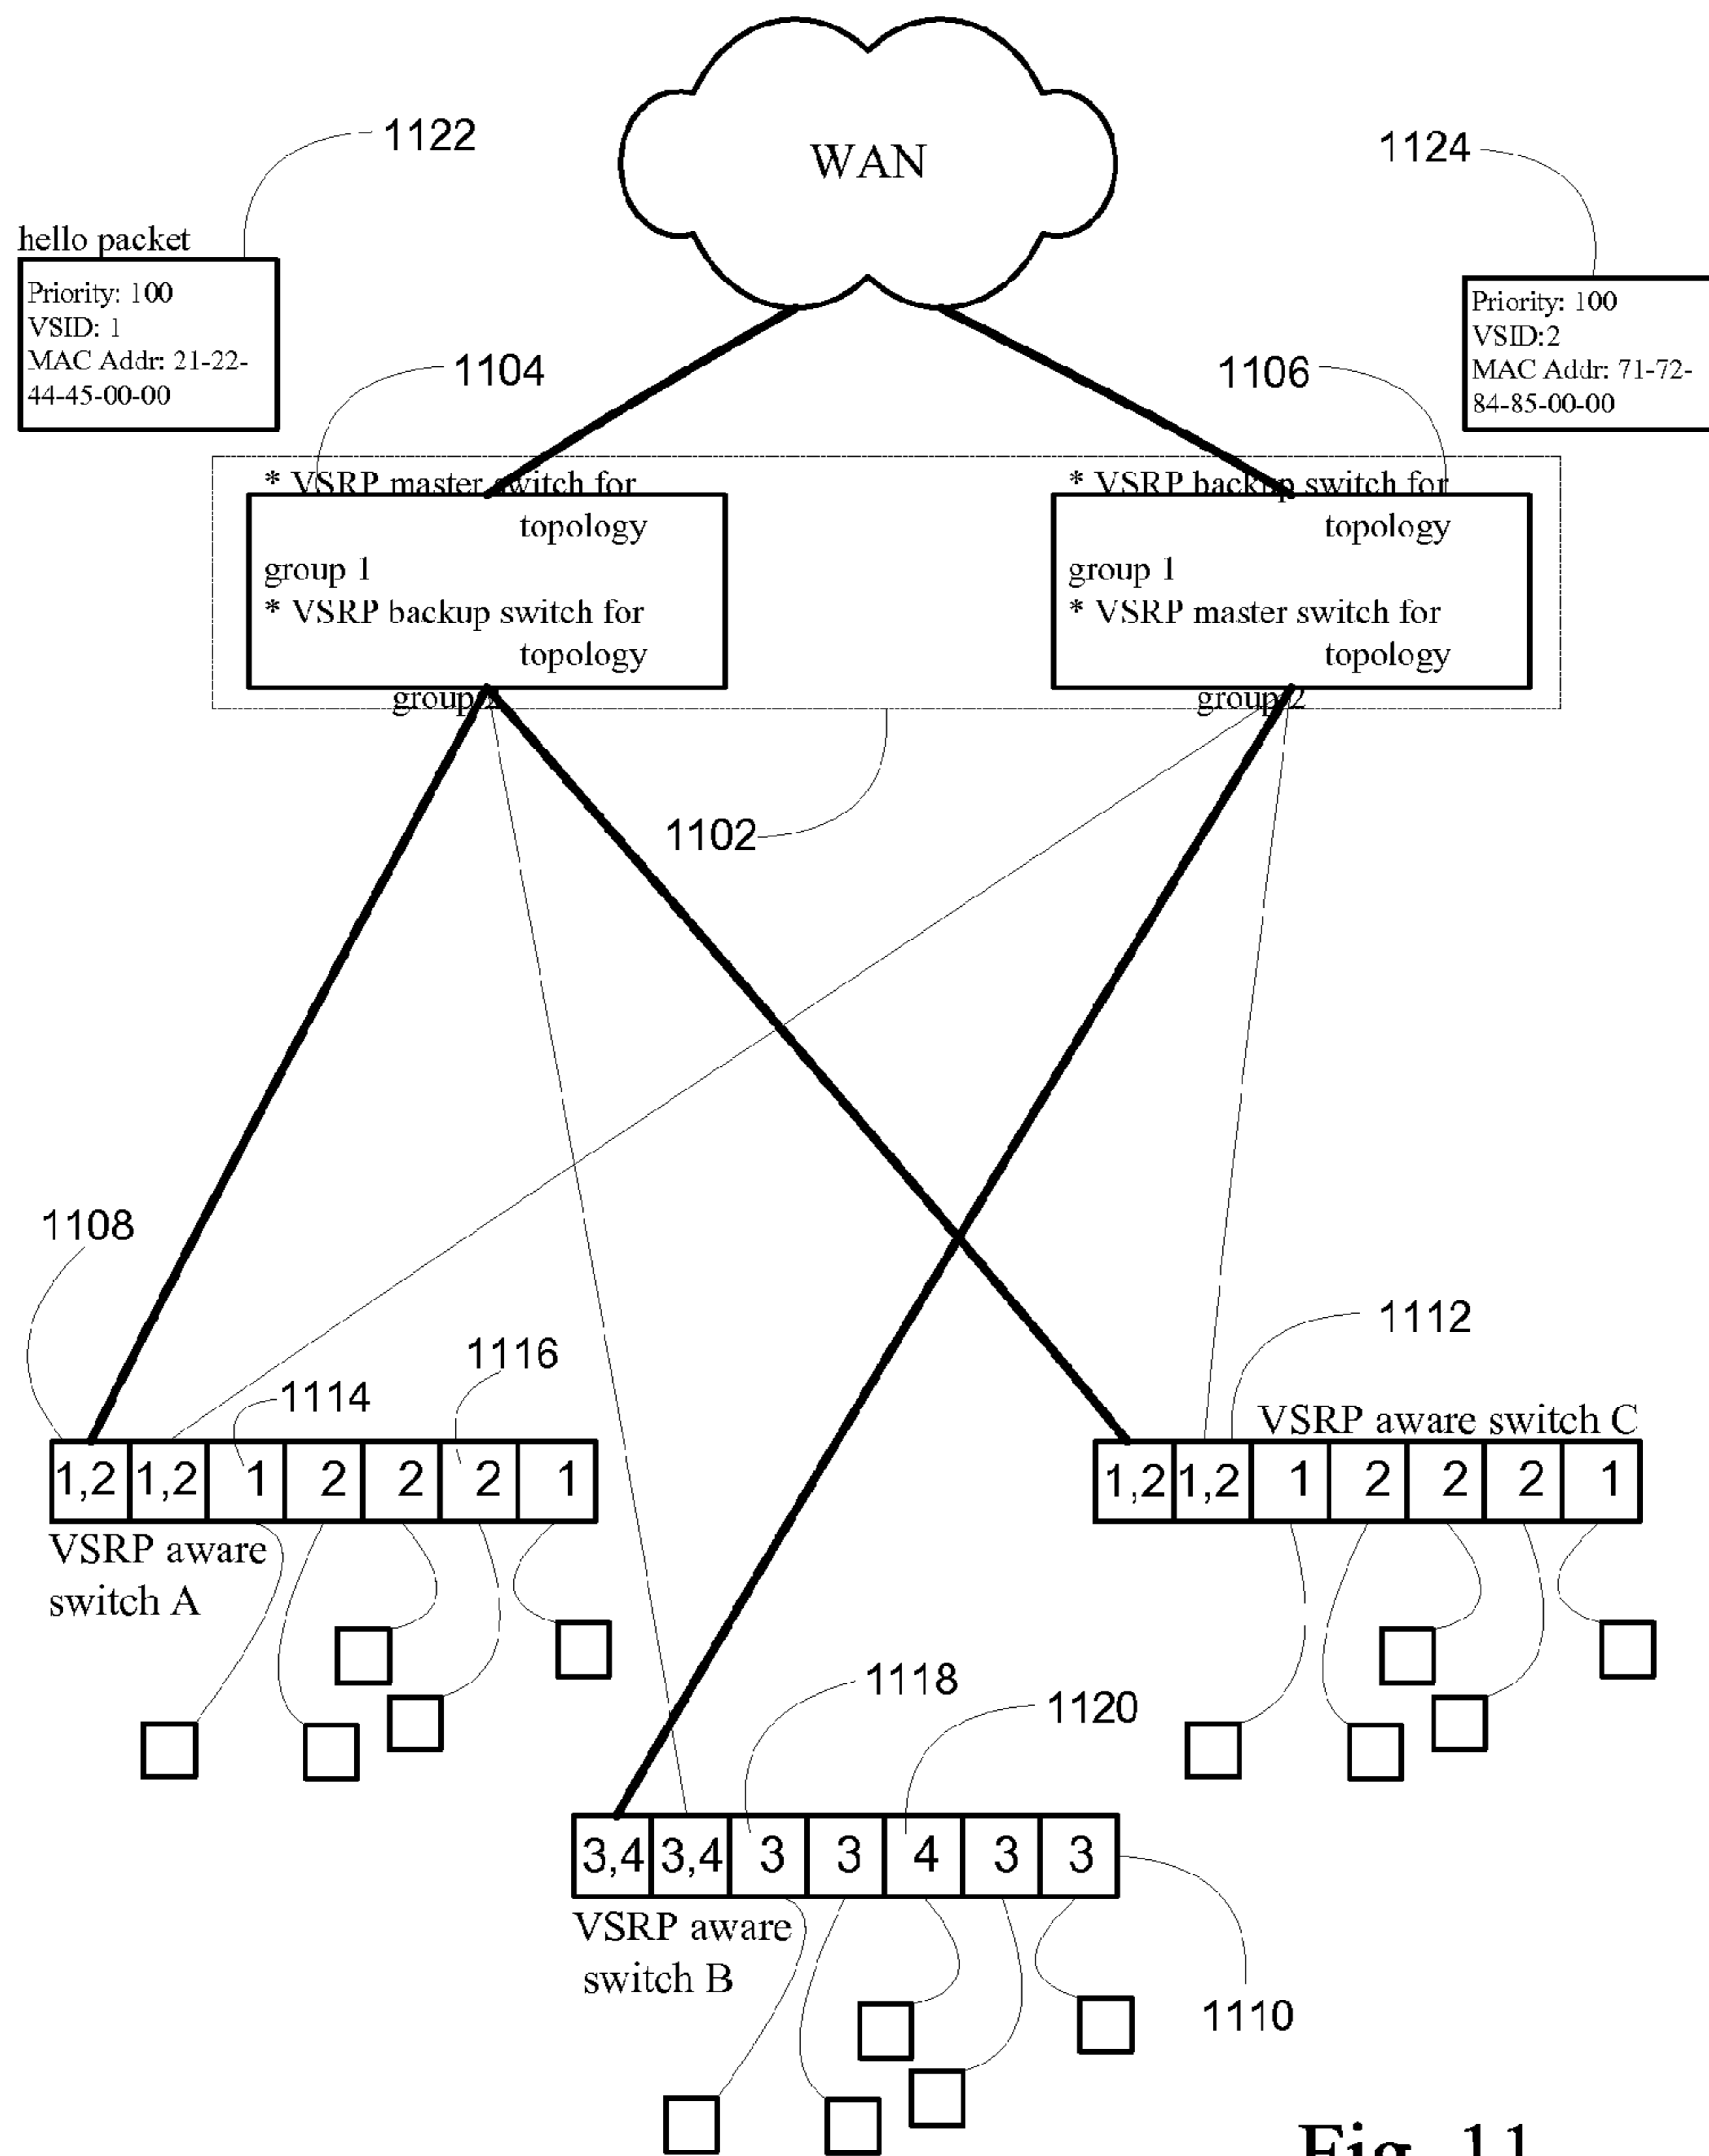 WAN
1122
1124
hello packet
Priority: 100
VSID: 1
MAC Addr: 21-22-
44-45-00-00
Priority: 100
VSID:2
MAC Addr: 71-72-
84-85-00-00
1104
1106
* VSRP master switch for
topology
group 1
* VSRP backup switch for
topology
group
* VSRP backup switch for
topology
group 1
* VSRP master switch for
topology
group 2
1102
1108
1116
1114
1,2 1,2 1 2 2 2 1
VSRP aware
switch A
1112
VSRP aware switch C
1,2 1,2 1 2 2 2 1
1118
1120
3,4 3,4 3 3 4 3 3
VSRP aware
switch B
1110
Fig. 11